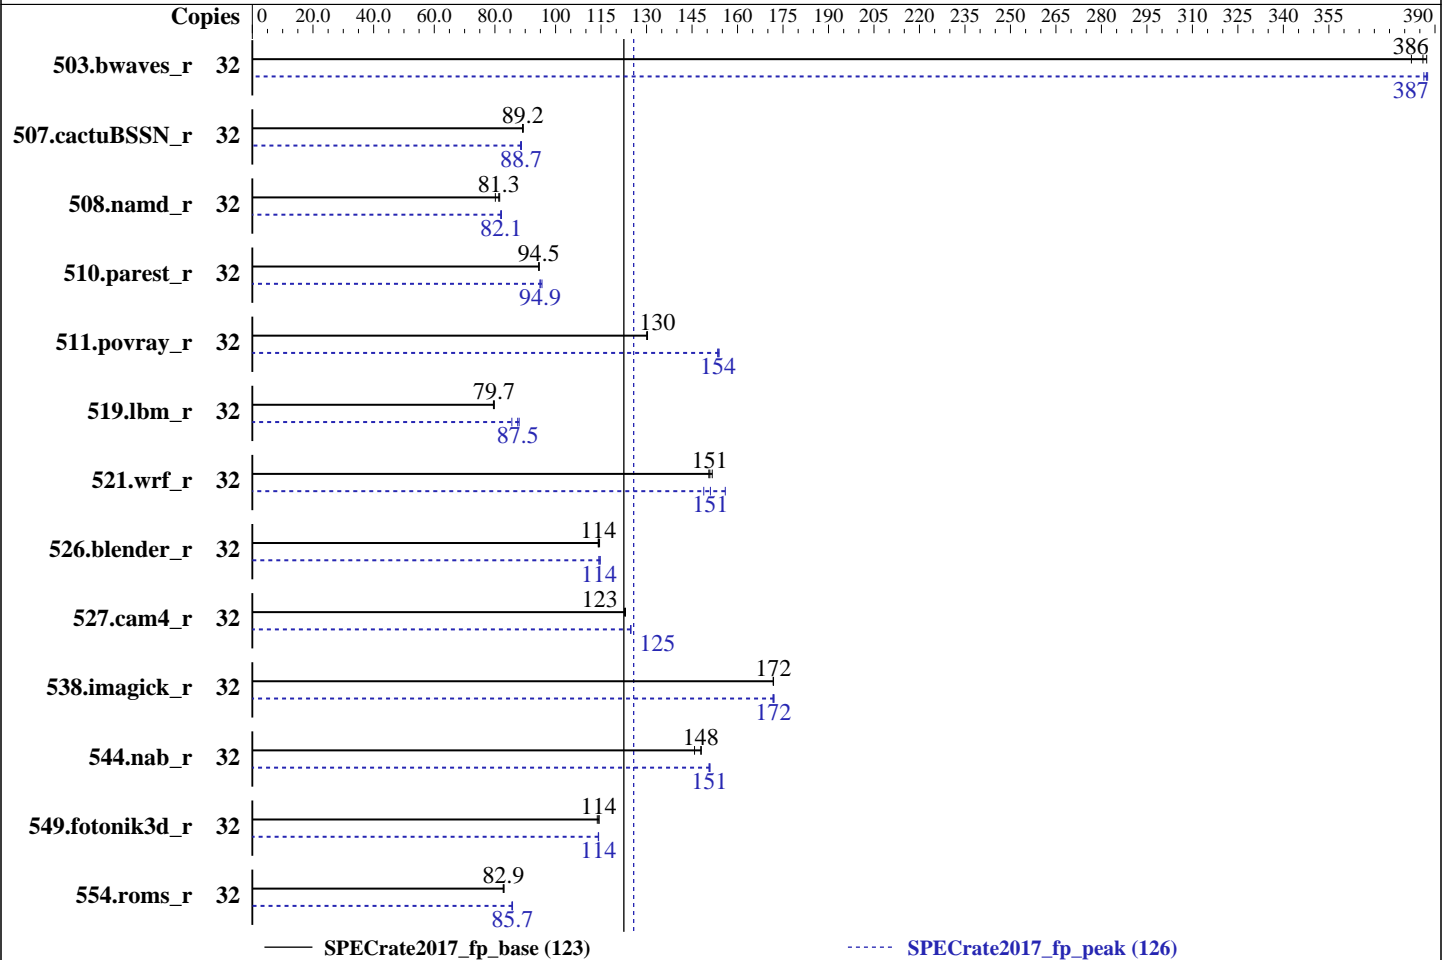 Copies 0 20.0 40.0 60.0 80.0 100 115 130 145 160 175 190 205 220 235 250 265 280 295 310 325 340 355 390
386
503.bwaves_r 32
387
89.2
507.cactuBSSN_r 32
88.7
81.3
508.namd_r 32
82.1
94.5
510.parest_r 32
94.9
130
511.povray_r 32
154
79.7
519.lbm_r 32
87.5
151
521.wrf_r 32
151
114
526.blender_r 32
114
123
527.cam4_r 32
125
172
538.imagick_r 32
172
148
544.nab_r 32
151
114
549.fotonik3d_r 32
114
82.9
554.roms_r 32
85.7
SPECrate2017_fp_base (123) SPECrate2017_fp_peak (126)